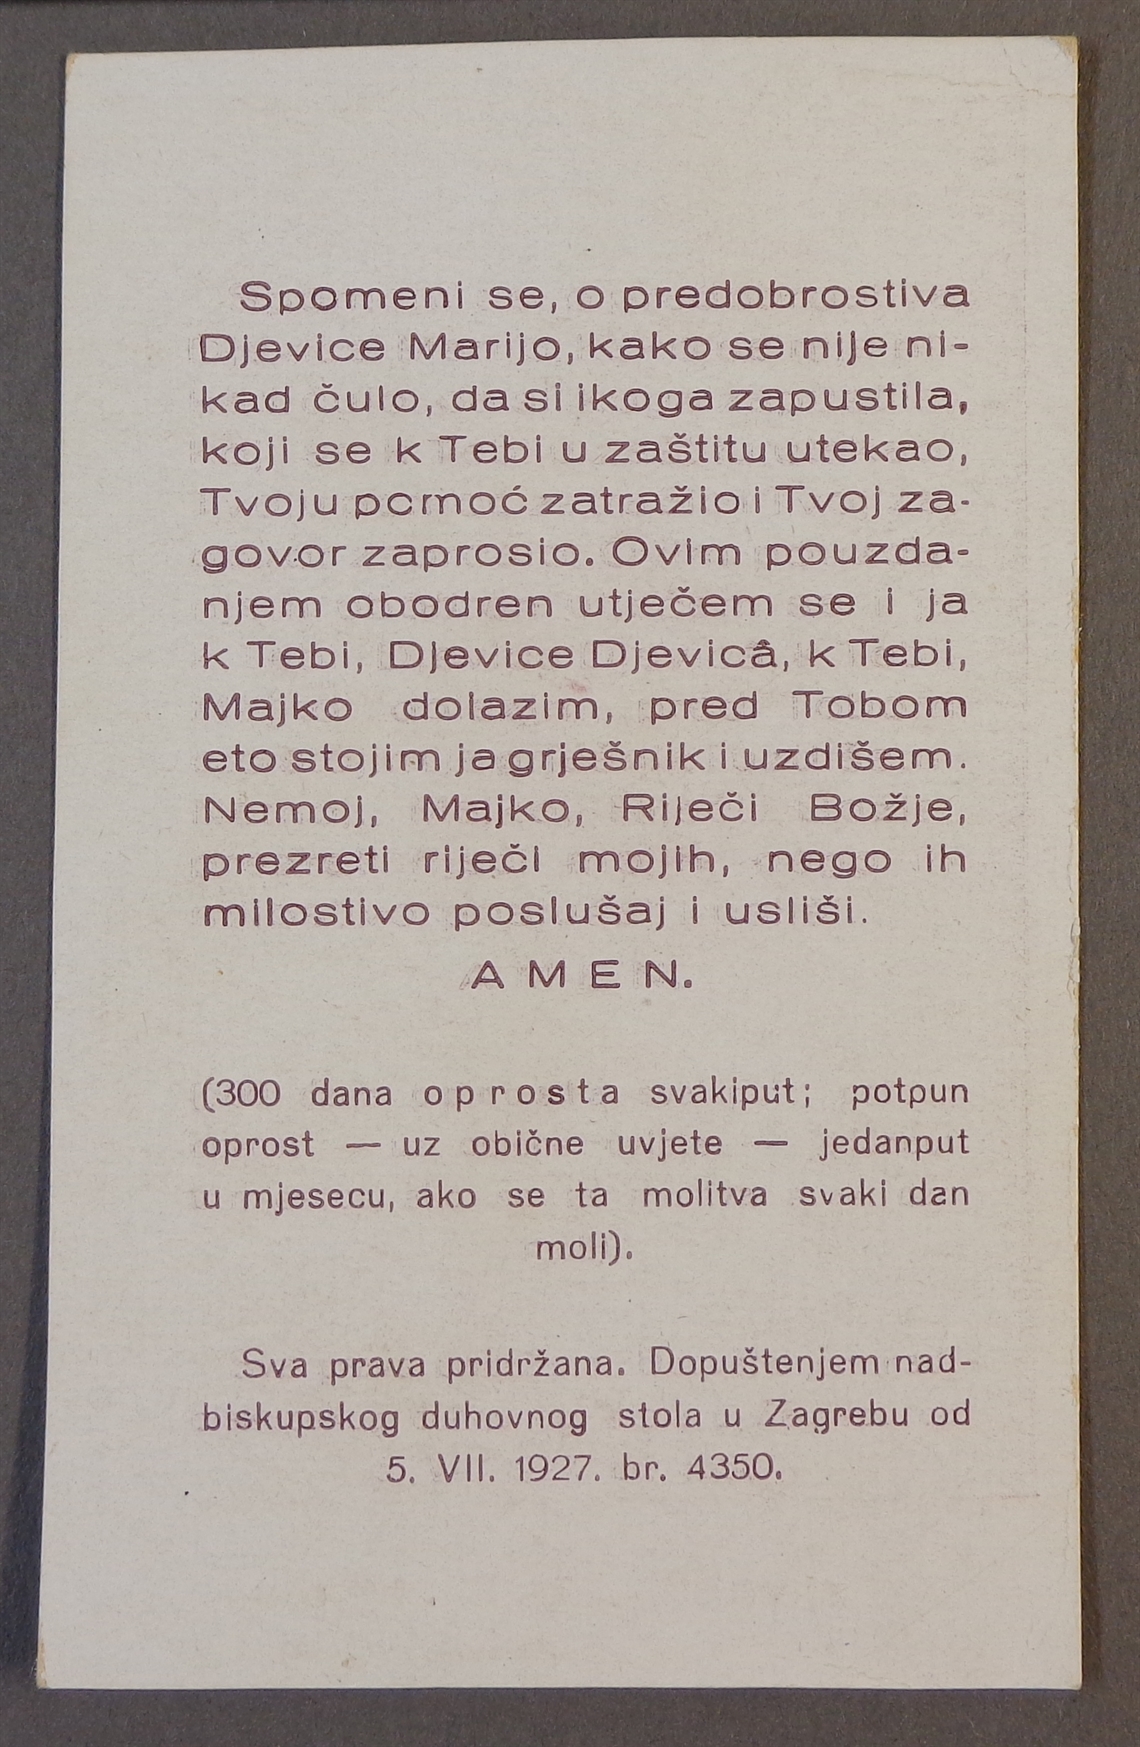 Spomeni se, o predobrostiva
Djevice Marijo, kako se nije ni-
kad čulo, da si ikoga zapustila,
koji se k Tebi u zaštitu utekao,
Tvoju pomoć zatražio i Tvoj za-
govor zaprosio. Ovim pouzda-
njem obodren utječem se i ja
k Tebi, Djevice Djevicâ, k Tebi,
Majko dolazim, pred Tobom
eto stojim ja grješnik i uzdišem.
Nemoj, Majko, Riječi Božje,
prezreti riječi mojih, nego ih
milostivo poslušaj i usliši.
AMEN.
(300 dana oprosta svakiput; potpun
oprost — uz obične uvjete — jedanput
u mjesecu, ako se ta molitva svaki dan
moli).
Sva prava pridržana. Dopuštenjem nad-
biskupskog duhovnog stola u Zagrebu od
5. VII. 1927. br. 4350.